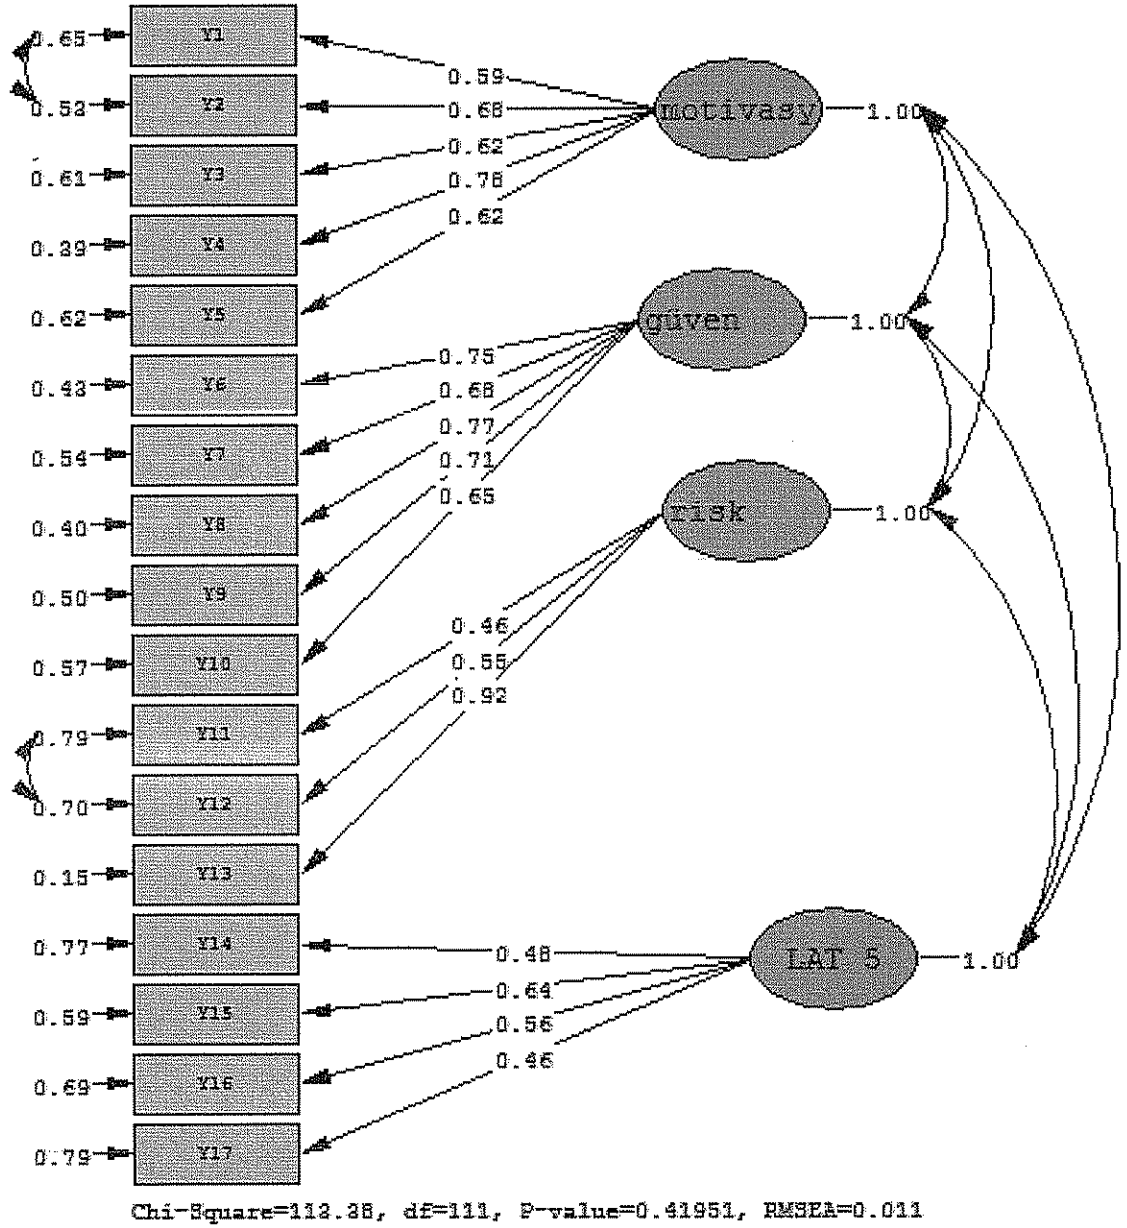 0.65 Y1
0.59
motivasy 1.00
0.53 Y2
0.68
0.62
0.61 Y3
0.78
0.62
0.39 Y4
0.62 Y5
güven 1.00
0.75
0.43 Y6
0.68
0.77
0.54 Y7
0.71
0.65
risk 1.00
0.40 Y8
0.50 Y9
0.46
0.57 Y10
0.55
0.92
0.79 Y11
0.70 Y12
0.15 Y13
0.77 Y14
0.48
LAT 5 1.00
0.64
0.59 Y15
0.56
0.46
0.69 Y16
0.79 Y17
Chi-Square=113.38, df=111, P-value=0.41951, RMSEA=0.011